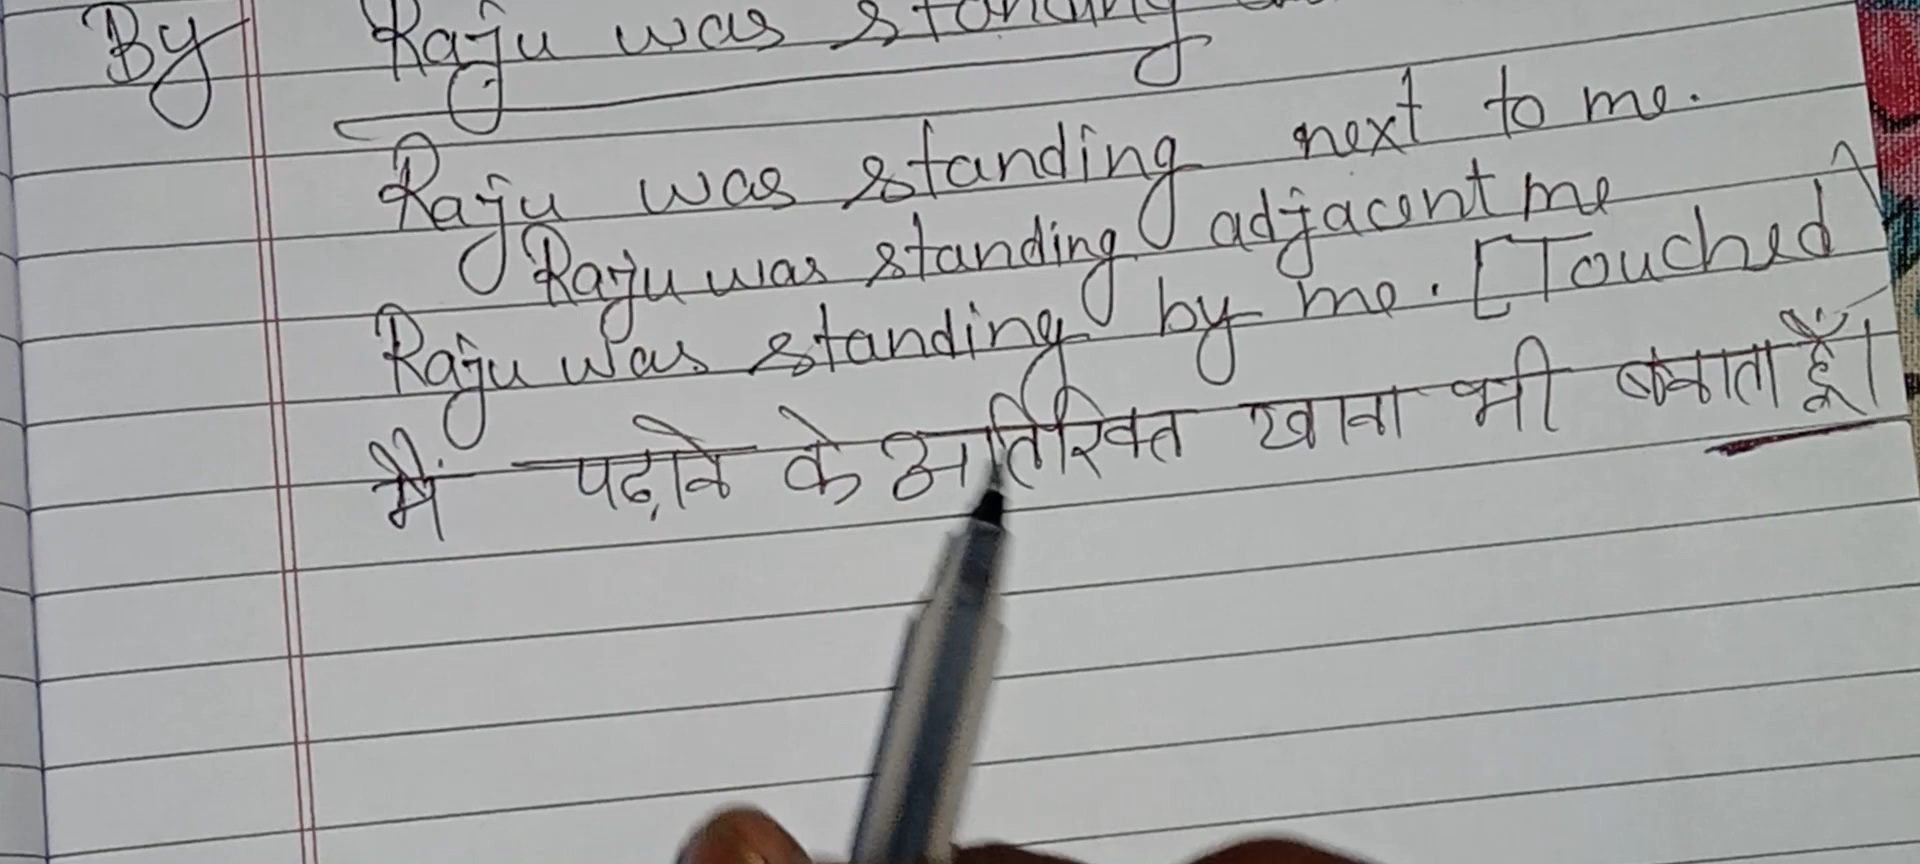 By Raju was standing
Raju was standing next to me.
Raju was standing adjacent me
Raju was standing by me. [Touched]
मैं पढ़ाने के अतिरिक्त खाना भी बनाता हूँ।